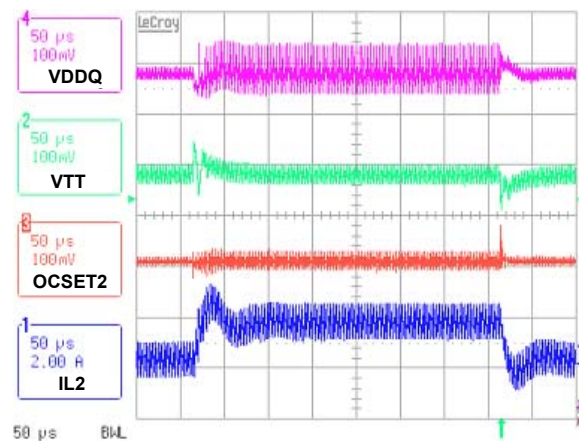 LeCroy
4
50 µs
100mV
VDDQ
2
50 µs
100mV
VTT
3
50 µs
100mV
OCSET2
1
50 µs
2.00 A
IL2
50 µs BWL